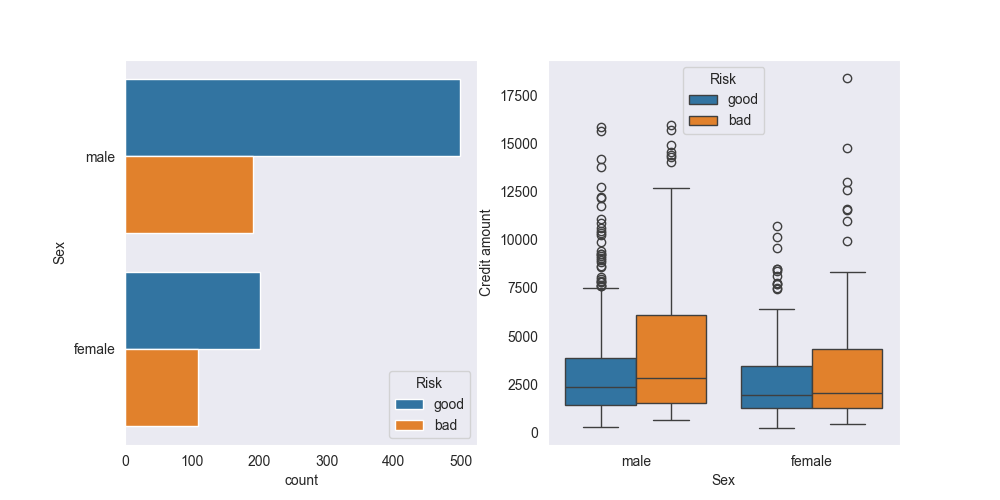 Sex
male
female
0 100 200 300 400 500
count
Risk
good
bad
Credit amount
17500
15000
12500
10000
7500
5000
2500
0
Risk
good
bad
male female
Sex